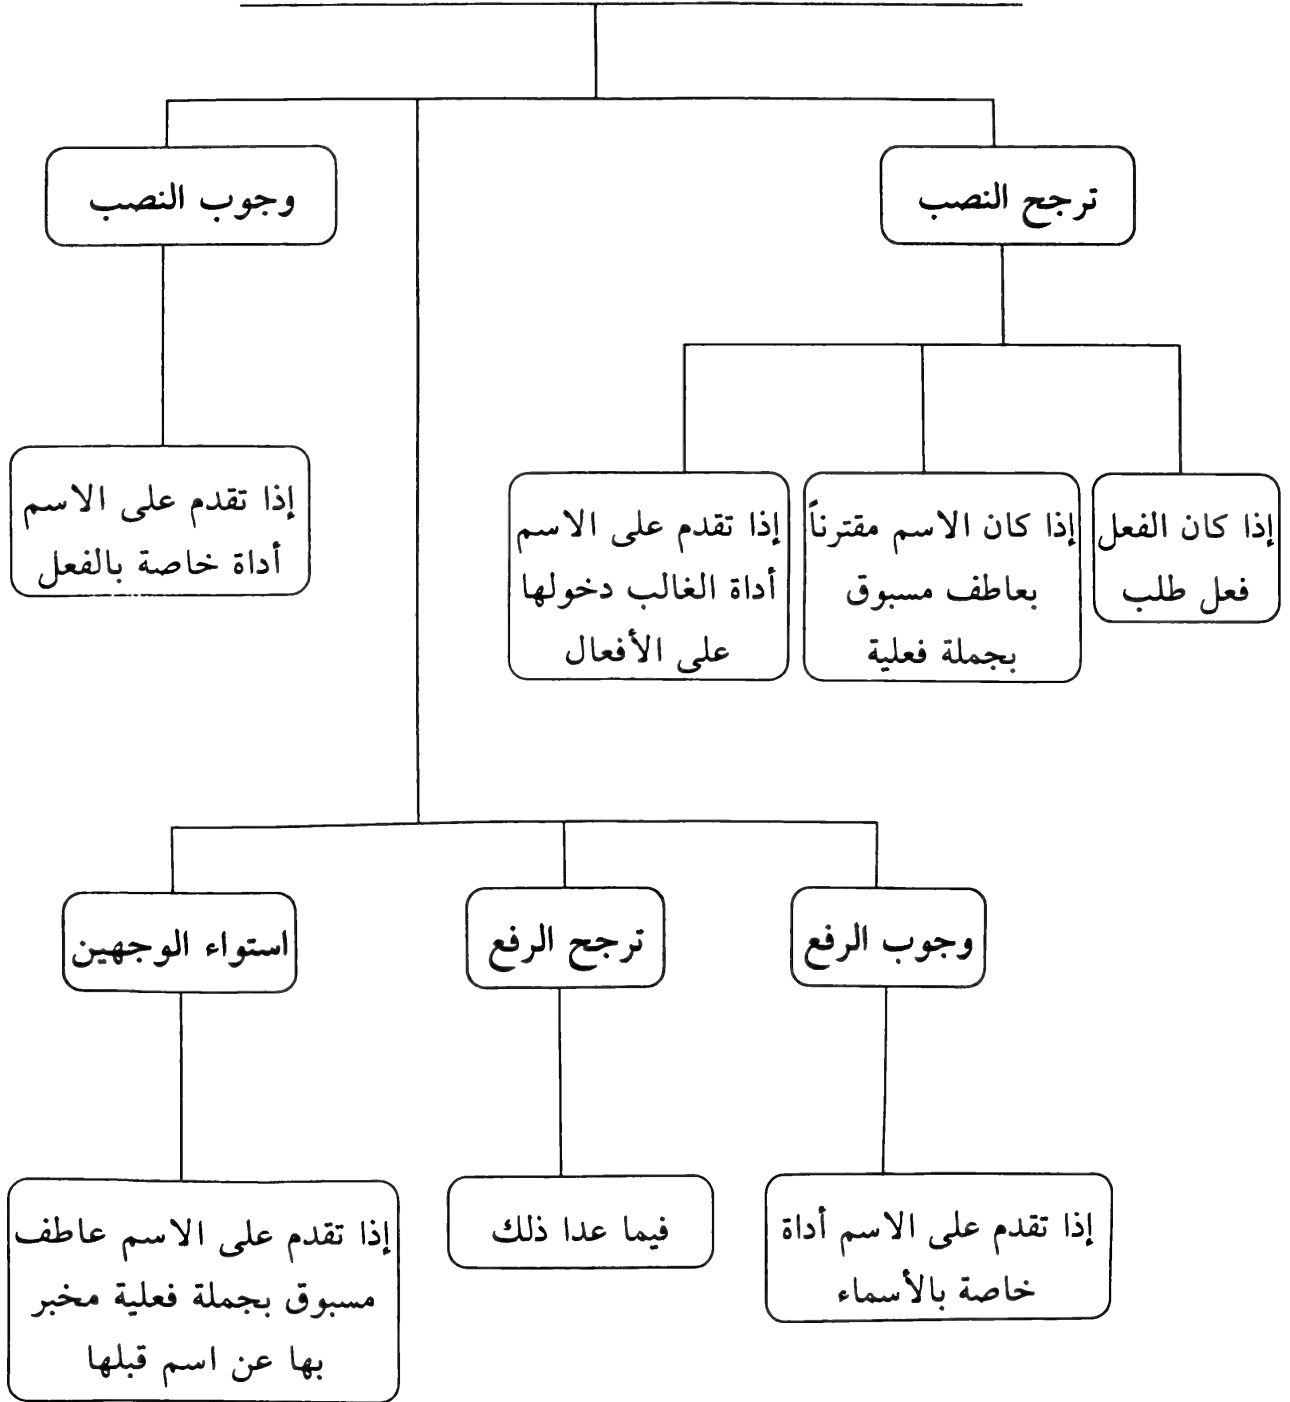 ترجح النصب
وجوب النصب
إذا كان الفعل
فعل طلب
إذا كان الاسم مقترناً
بعاطف مسبوق
بجملة فعلية
إذا تقدم على الاسم
أداة الغالب دخولها
على الأفعال
إذا تقدم على الاسم
أداة خاصة بالفعل
وجوب الرفع
ترجح الرفع
استواء الوجهين
إذا تقدم على الاسم أداة
خاصة بالأسماء
فيما عدا ذلك
إذا تقدم على الاسم عاطف
مسبوق بجملة فعلية مخبر
بها عن اسم قبلها